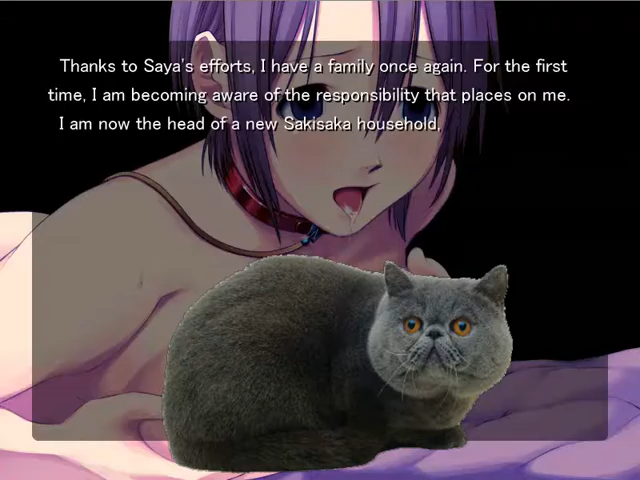 Thanks to Saya's efforts, I have a family once again. For the first
time, I am becoming aware of the responsibility that places on me.
I am now the head of a new Sakisaka household,